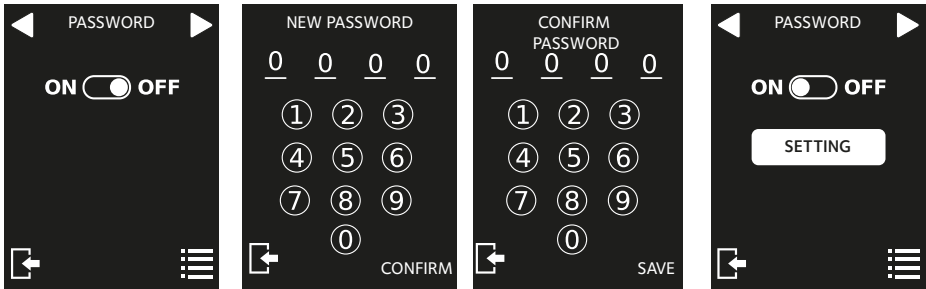 PASSWORD
ON OFF
NEW PASSWORD
0 0 0 0
1 2 3
4 5 6
7 8 9
0
CONFIRM
CONFIRM
PASSWORD
0 0 0 0
1 2 3
4 5 6
7 8 9
0
SAVE
PASSWORD
ON OFF
SETTING